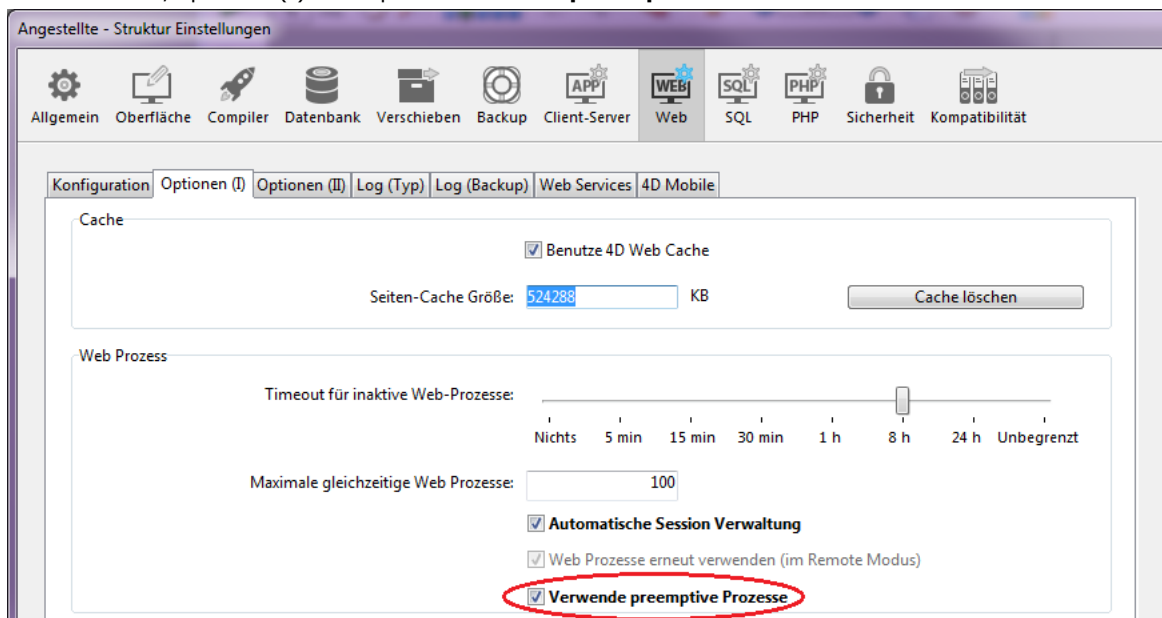 Angestellte - Struktur Einstellungen
APP WEB SQL PHP
Allgemein Oberfläche Compiler Datenbank Verschieben Backup Client-Server Web SQL PHP Sicherheit Kompatibilität
Konfiguration Optionen (I) Optionen (II) Log (Typ) Log (Backup) Web Services 4D Mobile
Cache
Benutze 4D Web Cache
Seiten-Cache Größe: 524288 KB Cache löschen
Web Prozess
Timeout für inaktive Web-Prozesse:
Nichts 5 min 15 min 30 min 1 h 8 h 24 h Unbegrenzt
Maximale gleichzeitige Web Prozesse: 100
Automatische Session Verwaltung
Web Prozesse erneut verwenden (im Remote Modus)
Verwende preemptive Prozesse